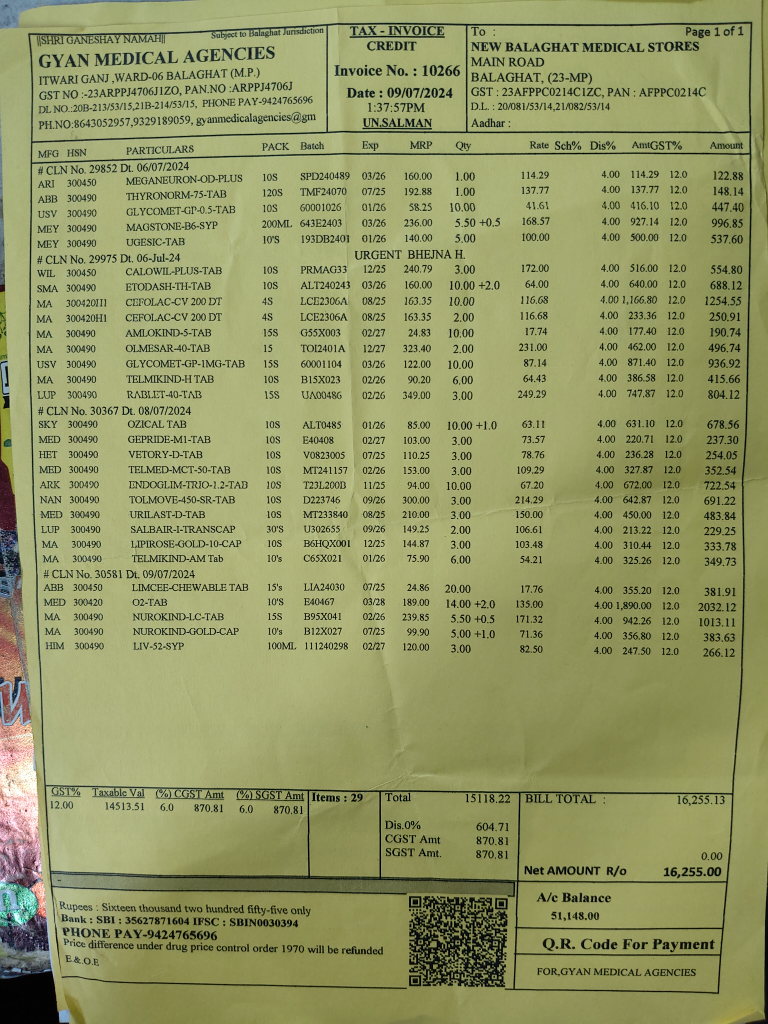 ||SHRI GANESHAY NAMAH|| Subject to Balaghat Jurisdiction
GYAN MEDICAL AGENCIES
ITWARI GANJ ,WARD-06 BALAGHAT (M.P.)
GST NO :-23ARPPJ4706J1ZO, PAN.NO :ARPPJ4706J
DL NO.:20B-213/53/15,21B-214/53/15, PHONE PAY-9424765696
PH.NO:8643052957,9329189059, gyanmedicalagencies@gm
TAX - INVOICE
CREDIT
Invoice No. : 10266
Date : 09/07/2024
1:37:57PM
UN.SALMAN
To : Page 1 of 1
NEW BALAGHAT MEDICAL STORES
MAIN ROAD
BALAGHAT, (23-MP)
GST : 23AFPPC0214C1ZC, PAN : AFPPC0214C
D.L. : 20/081/53/14,21/082/53/14
Aadhar :
MFG HSN PARTICULARS PACK Batch Exp MRP Qty Rate Sch% Dis% Amt GST% Amount
# CLN No. 29852 Dt. 06/07/2024
ARI 300450 MEGANEURON-OD-PLUS 10S SPD240489 03/26 160.00 1.00 114.29 4.00 114.29 12.0 122.88
ABB 300490 THYRONORM-75-TAB 120S TMF24070 07/25 192.88 1.00 137.77 4.00 137.77 12.0 148.14
USV 300490 GLYCOMET-GP-0.5-TAB 10S 60001026 01/26 58.25 10.00 41.61 4.00 416.10 12.0 447.40
MEY 300490 MAGSTONE-B6-SYP 200ML 643E2403 03/26 236.00 5.50 +0.5 168.57 4.00 927.14 12.0 996.85
MEY 300490 UGESIC-TAB 10'S 193DB2401 01/26 140.00 5.00 100.00 4.00 500.00 12.0 537.60
# CLN No. 29975 Dt. 06-Jul-24 URGENT BHEJNA H.
WIL 300450 CALOWIL-PLUS-TAB 10S PRMAG33 12/25 240.79 3.00 172.00 4.00 516.00 12.0 554.80
SMA 300490 ETODASH-TH-TAB 10S ALT240243 03/26 160.00 10.00 +2.0 64.00 4.00 640.00 12.0 688.12
MA 300420H1 CEFOLAC-CV 200 DT 4S LCE2306A 08/25 163.35 10.00 116.68 4.00 1,166.80 12.0 1254.55
MA 300420H1 CEFOLAC-CV 200 DT 4S LCE2306A 08/25 163.35 2.00 116.68 4.00 233.36 12.0 250.91
MA 300490 AMLOKIND-5-TAB 15S G55X003 02/27 24.83 10.00 17.74 4.00 177.40 12.0 190.74
MA 300490 OLMESAR-40-TAB 15 TOI2401A 12/27 323.40 2.00 231.00 4.00 462.00 12.0 496.74
USV 300490 GLYCOMET-GP-1MG-TAB 15S 60001104 03/26 122.00 10.00 87.14 4.00 871.40 12.0 936.92
MA 300490 TELMIKIND-H TAB 10S B15X023 02/26 90.20 6.00 64.43 4.00 386.58 12.0 415.66
LUP 300490 RABLET-40-TAB 15S UA00486 02/26 349.00 3.00 249.29 4.00 747.87 12.0 804.12
# CLN No. 30367 Dt. 08/07/2024
SKY 300490 OZICAL TAB 10S ALT0485 01/26 85.00 10.00 +1.0 63.11 4.00 631.10 12.0 678.56
MED 300490 GEPRIDE-M1-TAB 10S E40408 02/27 103.00 3.00 73.57 4.00 220.71 12.0 237.30
HET 300490 VETORY-D-TAB 10S V0823005 07/25 110.25 3.00 78.76 4.00 236.28 12.0 254.05
MED 300490 TELMED-MCT-50-TAB 10S MT241157 02/26 153.00 3.00 109.29 4.00 327.87 12.0 352.54
ARK 300490 ENDOGLIM-TRIO-1.2-TAB 10S T23L200B 11/25 94.00 10.00 67.20 4.00 672.00 12.0 722.54
NAN 300490 TOLMOVE-450-SR-TAB 10S D223746 09/26 300.00 3.00 214.29 4.00 642.87 12.0 691.22
MED 300490 URILAST-D-TAB 10S MT233840 08/25 210.00 3.00 150.00 4.00 450.00 12.0 483.84
LUP 300490 SALBAIR-I-TRANSCAP 30'S U302655 09/26 149.25 2.00 106.61 4.00 213.22 12.0 229.25
MA 300490 LIPIROSE-GOLD-10-CAP 10S B6HQX001 12/25 144.87 3.00 103.48 4.00 310.44 12.0 333.78
MA 300490 TELMIKIND-AM Tab 10's C65X021 01/26 75.90 6.00 54.21 4.00 325.26 12.0 349.73
# CLN No. 30581 Dt. 09/07/2024
ABB 300450 LIMCEE-CHEWABLE TAB 15's LIA24030 07/25 24.86 20.00 17.76 4.00 355.20 12.0 381.91
MED 300420 O2-TAB 10'S E40467 03/28 189.00 14.00 +2.0 135.00 4.00 1,890.00 12.0 2032.12
MA 300490 NUROKIND-LC-TAB 15S B95X041 02/26 239.85 5.50 +0.5 171.32 4.00 942.26 12.0 1013.11
MA 300490 NUROKIND-GOLD-CAP 10's B12X027 07/25 99.90 5.00 +1.0 71.36 4.00 356.80 12.0 383.63
HIM 300490 LIV-52-SYP 100ML 111240298 02/27 120.00 3.00 82.50 4.00 247.50 12.0 266.12
GST% Taxable Val (%) CGST Amt (%) SGST Amt
12.00 14513.51 6.0 870.81 6.0 870.81
Items : 29
Total 15118.22
Dis.0% 604.71
CGST Amt 870.81
SGST Amt. 870.81
BILL TOTAL : 16,255.13
0.00
Net AMOUNT R/o 16,255.00
Rupees : Sixteen thousand two hundred fifty-five only
Bank : SBI : 35627871604 IFSC : SBIN0030394
PHONE PAY-9424765696
Price difference under drug price control order 1970 will be refunded
E.&.O.E
A/c Balance
51,148.00
Q.R. Code For Payment
FOR,GYAN MEDICAL AGENCIES